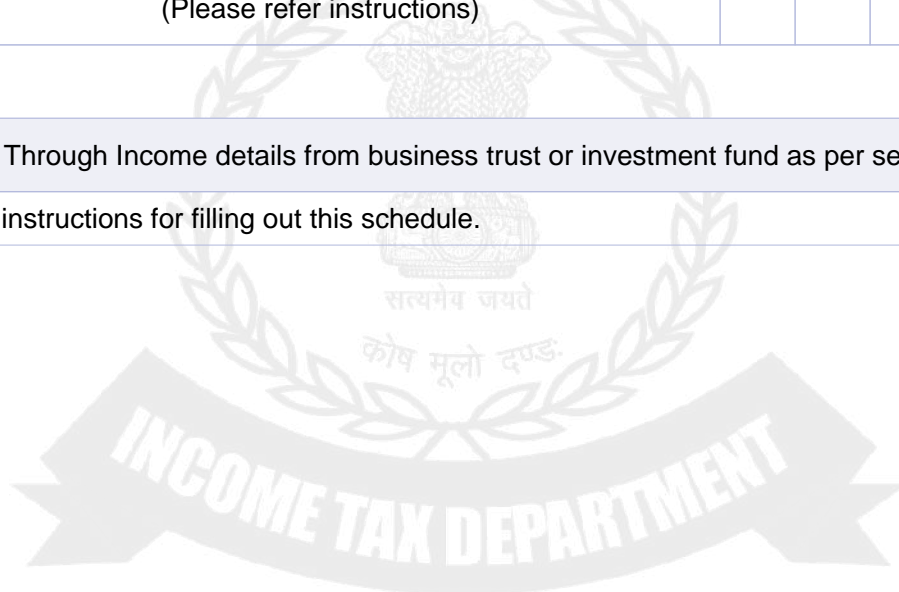 (Please refer instructions)
Through Income details from business trust or investment fund as per se
instructions for filling out this schedule.
सत्यमेव जयते
कोष मूलो दण्डः
INCOME TAX DEPARTMENT